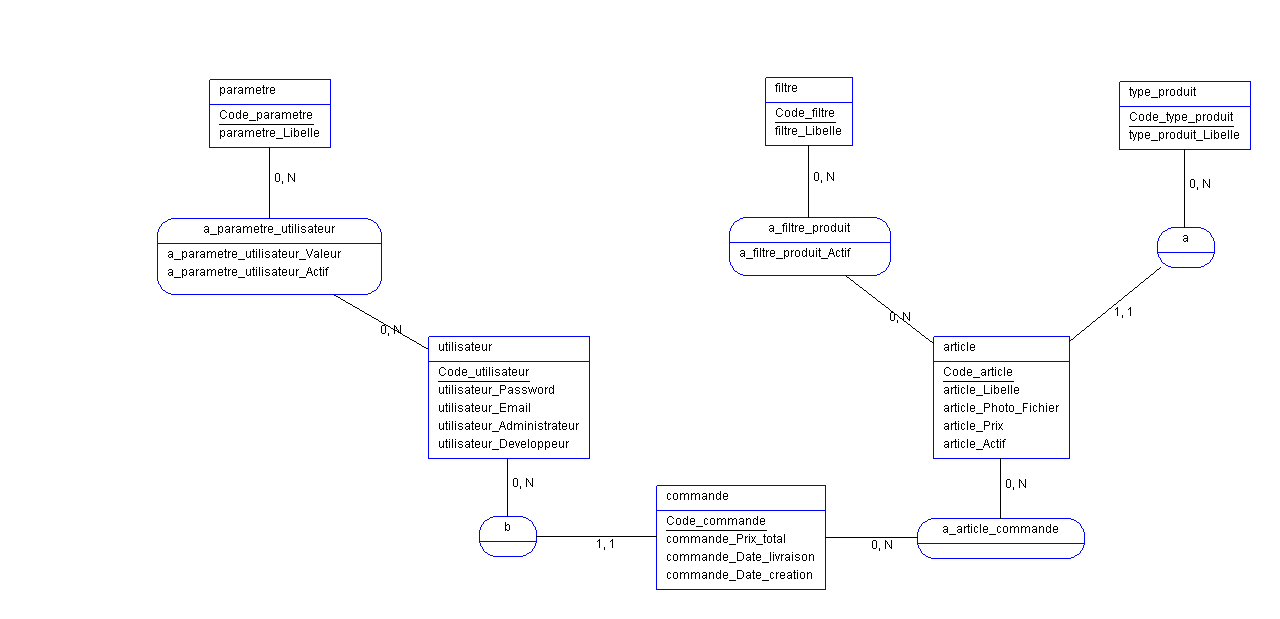 parametre
Code_parametre
parametre_Libelle
0, N
filtre
Code_filtre
filtre_Libelle
0, N
type_produit
Code_type_produit
type_produit_Libelle
0, N
a_parametre_utilisateur
a_parametre_utilisateur_Valeur
a_parametre_utilisateur_Actif
0, N
a_filtre_produit
a_filtre_produit_Actif
0, N
a
1, 1
utilisateur
Code_utilisateur
utilisateur_Password
utilisateur_Email
utilisateur_Administrateur
utilisateur_Developpeur
0, N
article
Code_article
article_Libelle
article_Photo_Fichier
article_Prix
article_Actif
0, N
b
1, 1
commande
Code_commande
commande_Prix_total
commande_Date_livraison
commande_Date_creation
0, N
a_article_commande